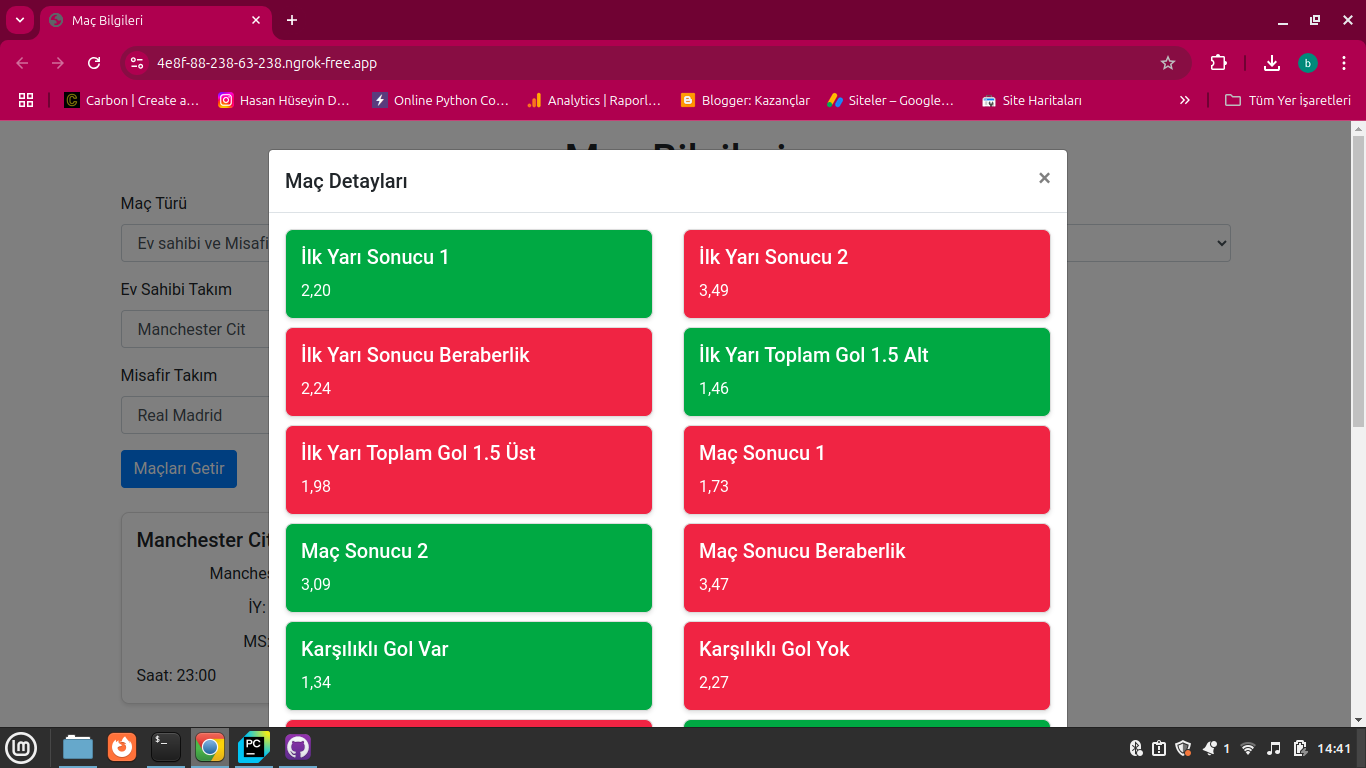 Maç Bilgileri
4e8f-88-238-63-238.ngrok-free.app
b
Carbon | Create a...
Hasan Hüseyin D...
Online Python Co...
Analytics | Raporl...
Blogger: Kazançlar
Siteler – Google...
Site Haritaları
»
Tüm Yer İşaretleri
Maç Bilgileri
Maç Detayları
×
Maç Türü
Ev sahibi ve Misafi
Ev Sahibi Takım
Manchester Cit
Misafir Takım
Real Madrid
Maçları Getir
Manchester Cit
Manches
İY:
MS:
Saat: 23:00
İlk Yarı Sonucu 1
2,20
İlk Yarı Sonucu 2
3,49
İlk Yarı Sonucu Beraberlik
2,24
İlk Yarı Toplam Gol 1.5 Alt
1,46
İlk Yarı Toplam Gol 1.5 Üst
1,98
Maç Sonucu 1
1,73
Maç Sonucu 2
3,09
Maç Sonucu Beraberlik
3,47
Karşılıklı Gol Var
1,34
Karşılıklı Gol Yok
2,27
PC
1
14:41